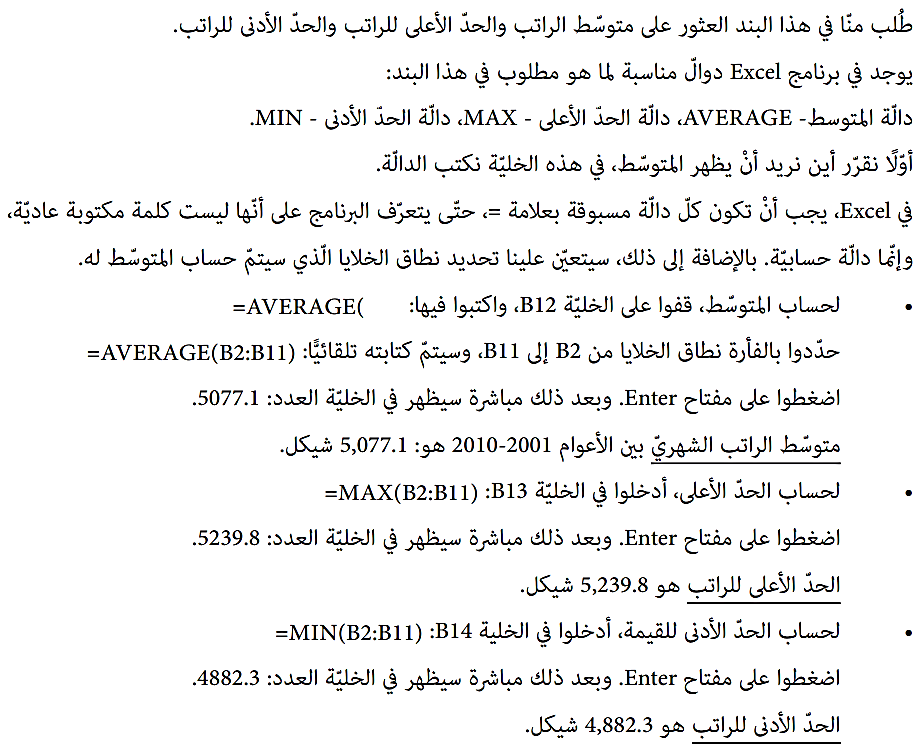 طُلب منّا في هذا البند العثور على متوسّط الراتب والحدّ الأعلى للراتب والحدّ الأدنى للراتب.
يوجد في برنامج Excel دوالّ مناسبة لما هو مطلوب في هذا البند:
دالّة المتوسط- AVERAGE، دالّة الحدّ الأعلى - MAX، دالّة الحدّ الأدنى - MIN.
أوّلًا نقرّر أين نريد أنْ يظهر المتوسّط، في هذه الخليّة نكتب الدالّة.
في Excel، يجب أنْ تكون كلّ دالّة مسبوقة بعلامة =، حتّى يتعرّف البرنامج على أنّها ليست كلمة مكتوبة عاديّة،
وإنّما دالّة حسابيّة. بالإضافة إلى ذلك، سيتعيّن علينا تحديد نطاق الخلايا الّذي سيتمّ حساب المتوسّط له.
• لحساب المتوسّط، قفوا على الخليّة B12، واكتبوا فيها: =AVERAGE(
حدّدوا بالفأرة نطاق الخلايا من B2 إلى B11، وسيتمّ كتابته تلقائيًّا: =AVERAGE(B2:B11)
اضغطوا على مفتاح Enter. وبعد ذلك مباشرة سيظهر في الخليّة العدد: 5077.1.
متوسّط الراتب الشهريّ بين الأعوام 2001-2010 هو: 5,077.1 شيكل.
• لحساب الحدّ الأعلى، أدخلوا في الخليّة B13: =MAX(B2:B11)
اضغطوا على مفتاح Enter. وبعد ذلك مباشرة سيظهر في الخليّة العدد: 5239.8.
الحدّ الأعلى للراتب هو 5,239.8 شيكل.
• لحساب الحدّ الأدنى للقيمة، أدخلوا في الخلية B14: =MIN(B2:B11)
اضغطوا على مفتاح Enter. وبعد ذلك مباشرة سيظهر في الخليّة العدد: 4882.3.
الحدّ الأدنى للراتب هو 4,882.3 شيكل.